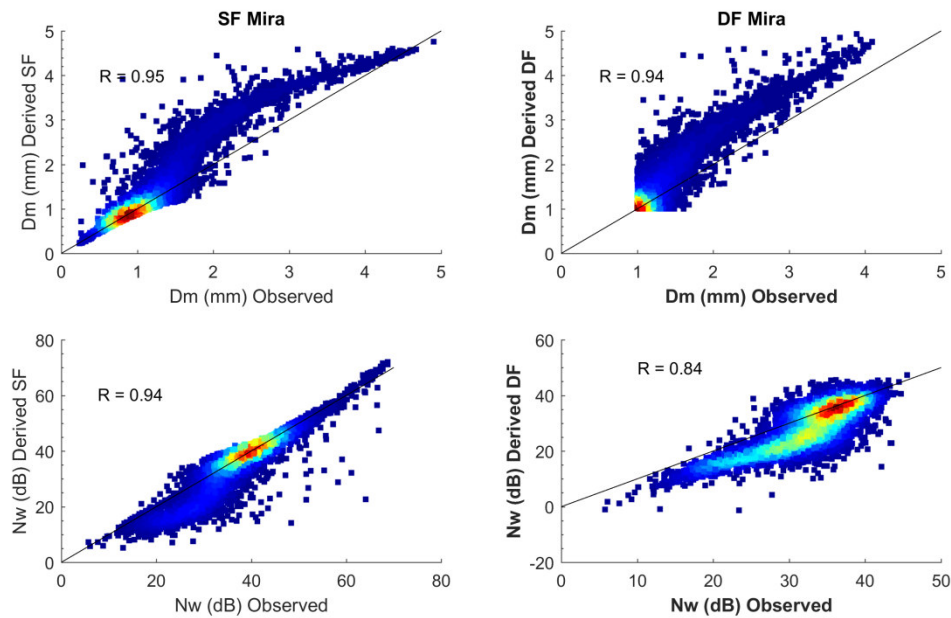 SF Mira
5
4
3
2
1
0
Dm (mm) Derived SF
R = 0.95
0 1 2 3 4 5
Dm (mm) Observed
DF Mira
5
4
3
2
1
0
Dm (mm) Derived DF
R = 0.94
0 1 2 3 4 5
Dm (mm) Observed
80
60
40
20
0
Nw (dB) Derived SF
R = 0.94
0 20 40 60 80
Nw (dB) Observed
60
40
20
0
-20
Nw (dB) Derived DF
R = 0.84
0 10 20 30 40 50
Nw (dB) Observed